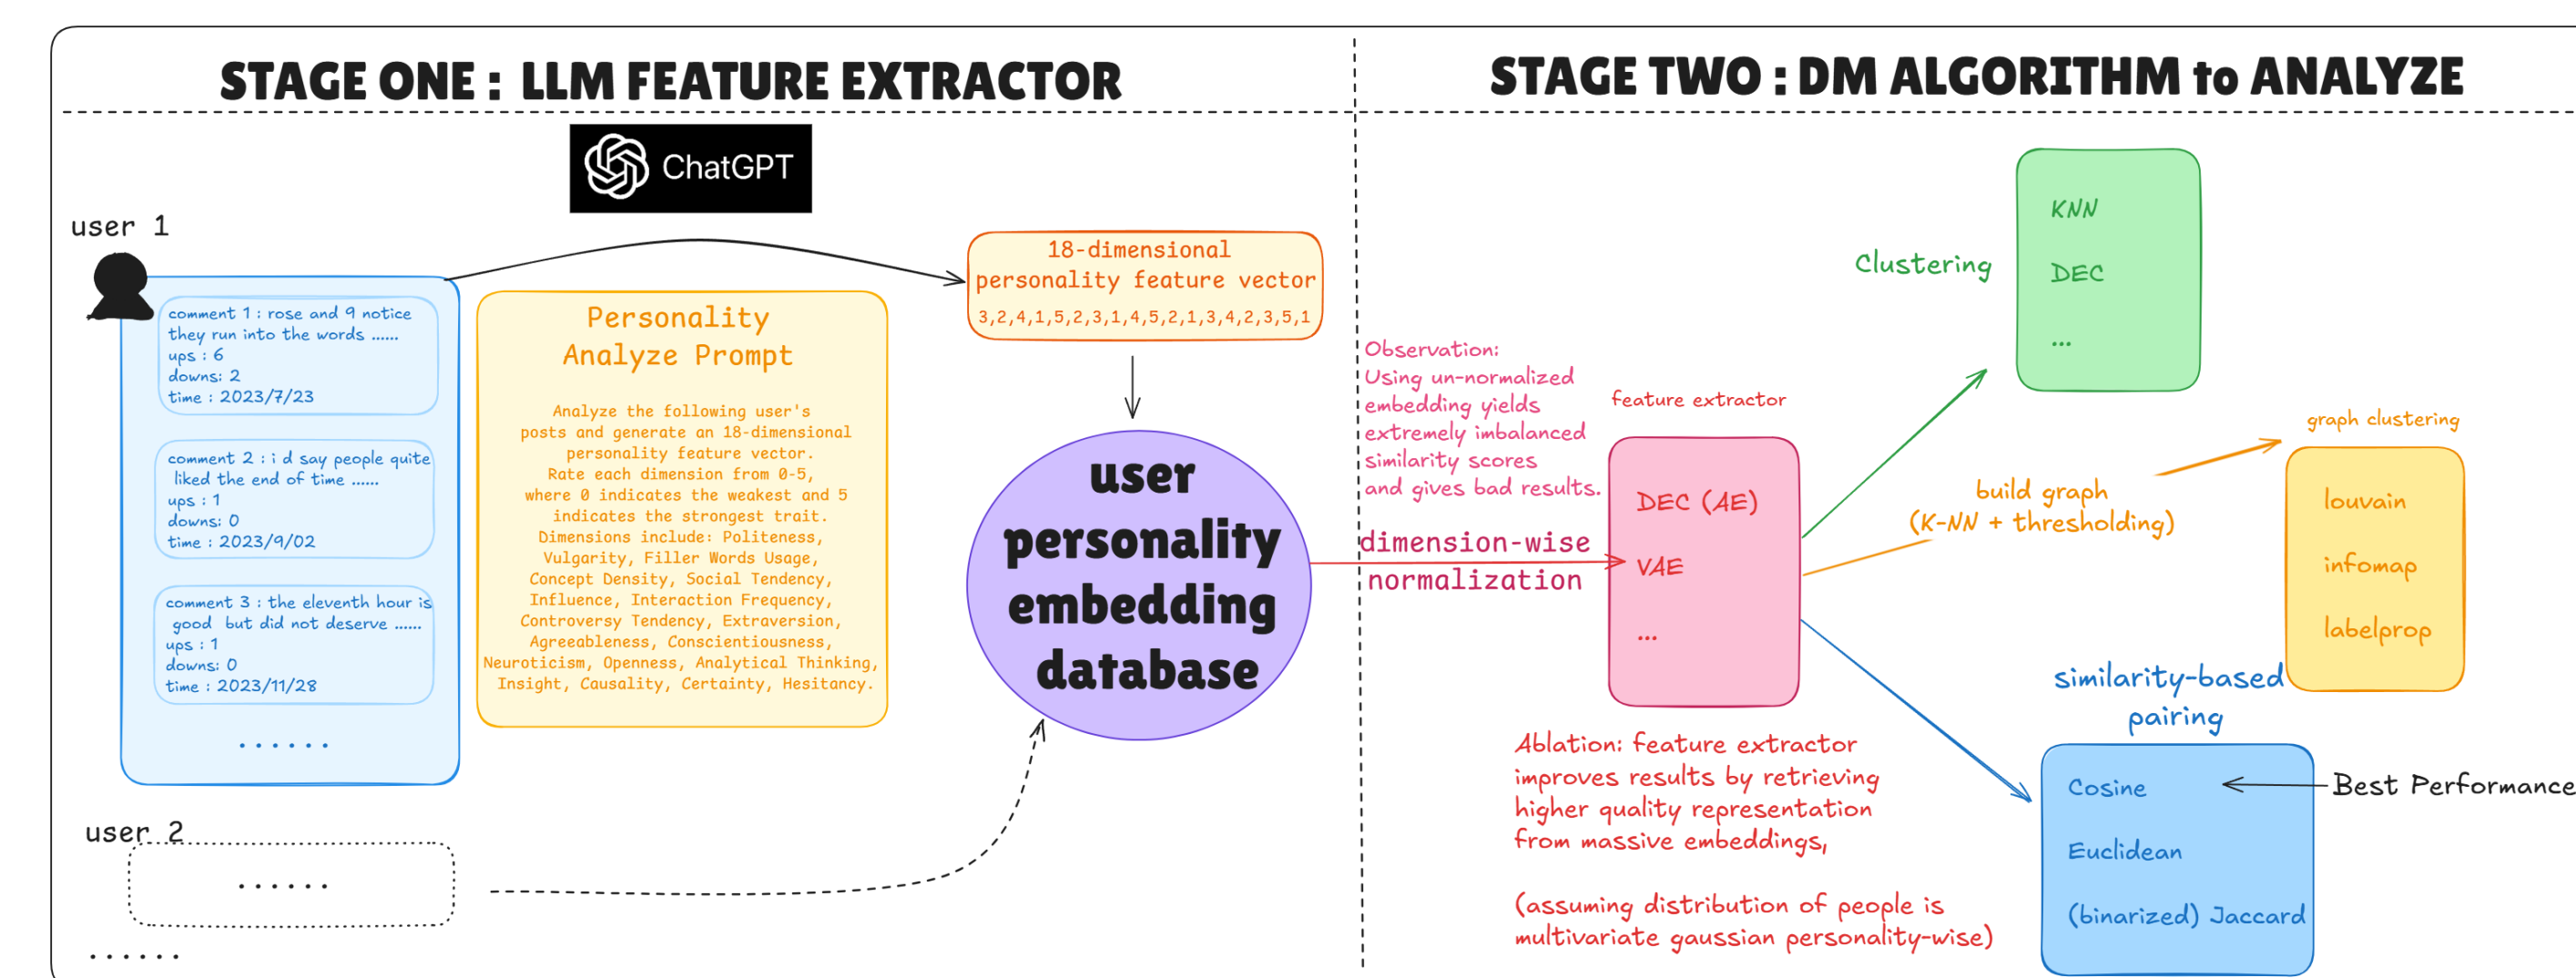 STAGE ONE : LLM FEATURE EXTRACTOR
ChatGPT
user 1
comment 1 : rose and 9 notice
they run into the words ......
ups : 6
downs: 2
time : 2023/7/23
comment 2 : i d say people quite
liked the end of time ......
ups : 1
downs: 0
time : 2023/9/02
comment 3 : the eleventh hour is
good but did not deserve ......
ups : 1
downs: 0
time : 2023/11/28
......
user 2
......
......
Personality
Analyze Prompt
Analyze the following user's
posts and generate an 18-dimensional
personality feature vector.
Rate each dimension from 0-5,
where 0 indicates the weakest and 5
indicates the strongest trait.
Dimensions include: Politeness,
Vulgarity, Filler Words Usage,
Concept Density, Social Tendency,
Influence, Interaction Frequency,
Controversy Tendency, Extraversion,
Agreeableness, Conscientiousness,
Neuroticism, Openness, Analytical Thinking,
Insight, Causality, Certainty, Hesitancy.
18-dimensional
personality feature vector
3,2,4,1,5,2,3,1,4,5,2,1,3,4,2,3,5,1
user
personality
embedding
database
STAGE TWO : DM ALGORITHM to ANALYZE
Observation:
Using un-normalized
embedding yields
extremely imbalanced
similarity scores
and gives bad results.
dimension-wise
normalization
feature extractor
DEC (AE)
VAE
...
Ablation: feature extractor
improves results by retrieving
higher quality representation
from massive embeddings,
(assuming distribution of people is
multivariate gaussian personality-wise)
Clustering
KNN
DEC
...
build graph
(K-NN + thresholding)
graph clustering
louvain
infomap
labelprop
similarity-based
pairing
Cosine
Euclidean
(binarized) Jaccard
Best Performance